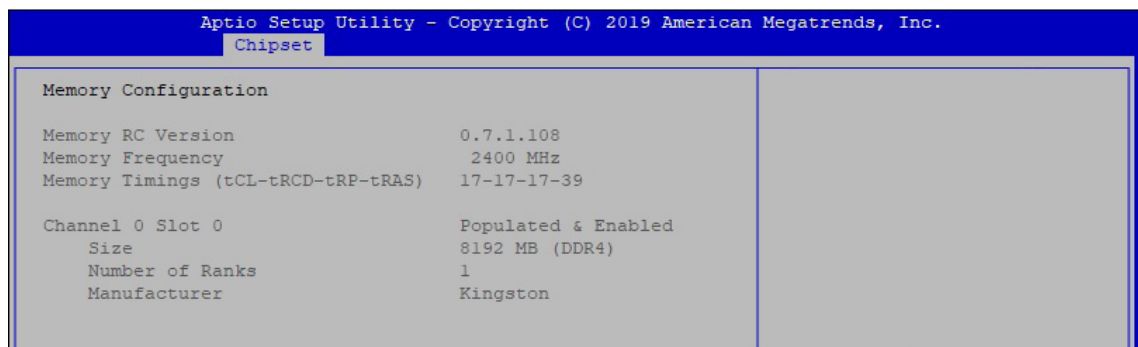 Aptio Setup Utility - Copyright (C) 2019 American Megatrends, Inc.
Chipset
Memory Configuration
Memory RC Version 0.7.1.108
Memory Frequency 2400 MHz
Memory Timings (tCL-tRCD-tRP-tRAS) 17-17-17-39
Channel 0 Slot 0 Populated & Enabled
Size 8192 MB (DDR4)
Number of Ranks 1
Manufacturer Kingston